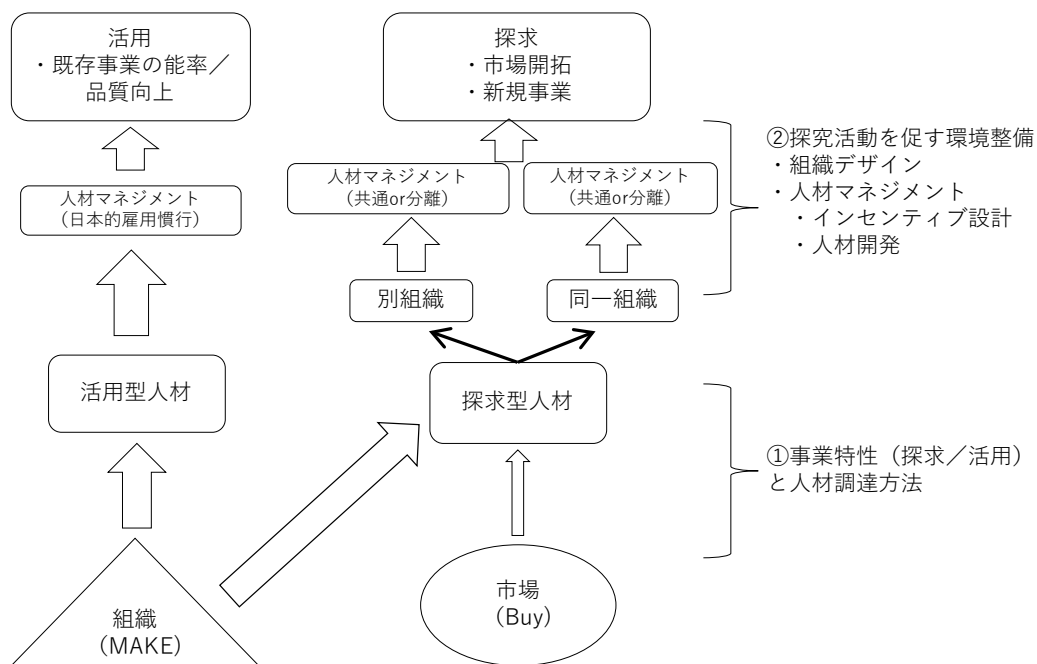 活用
・既存事業の能率／
品質向上
探求
・市場開拓
・新規事業
人材マネジメント
（日本的雇用慣行）
人材マネジメント
（共通or分離）
人材マネジメント
（共通or分離）
②探究活動を促す環境整備
・組織デザイン
・人材マネジメント
・インセンティブ設計
・人材開発
別組織
同一組織
活用型人材
探求型人材
①事業特性（探求／活用）
と人材調達方法
組織
（MAKE）
市場
（Buy）